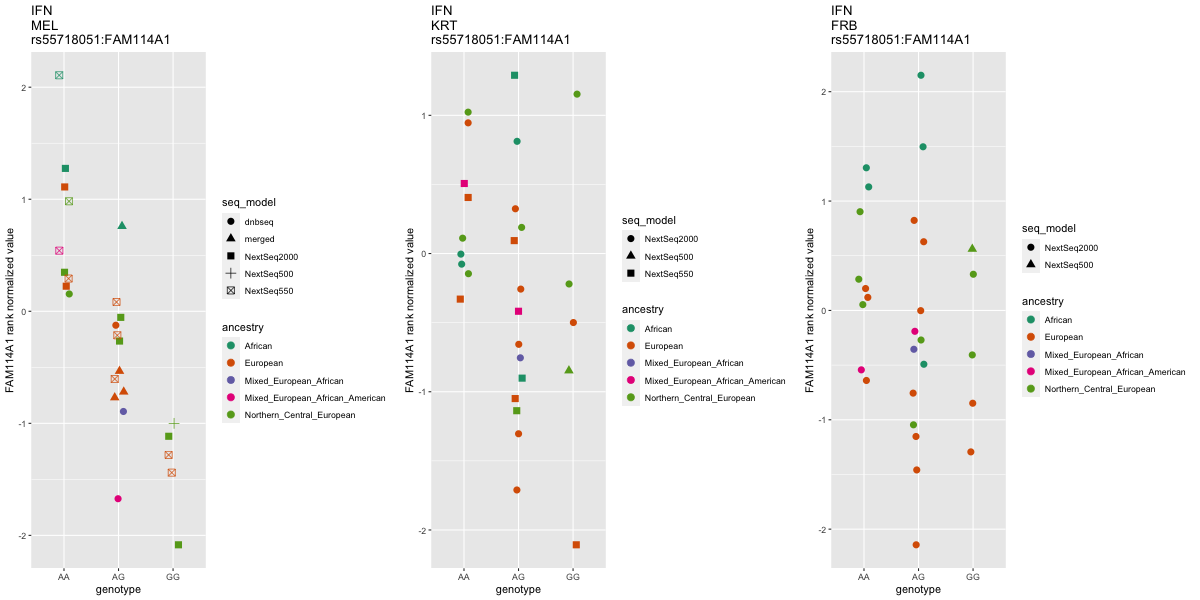 IFN
MEL
rs55718051:FAM114A1
FAM114A1 rank normalized value
2
1
0
-1
-2
AA
AG
GG
genotype
seq_model
dnbseq
merged
NextSeq2000
NextSeq500
NextSeq550
ancestry
African
European
Mixed_European_African
Mixed_European_African_American
Northern_Central_European
IFN
KRT
rs55718051:FAM114A1
FAM114A1 rank normalized value
1
0
-1
-2
AA
AG
GG
genotype
seq_model
NextSeq2000
NextSeq500
NextSeq550
ancestry
African
European
Mixed_European_African
Mixed_European_African_American
Northern_Central_European
IFN
FRB
rs55718051:FAM114A1
FAM114A1 rank normalized value
2
1
0
-1
-2
AA
AG
GG
genotype
seq_model
NextSeq2000
NextSeq500
ancestry
African
European
Mixed_European_African
Mixed_European_African_American
Northern_Central_European